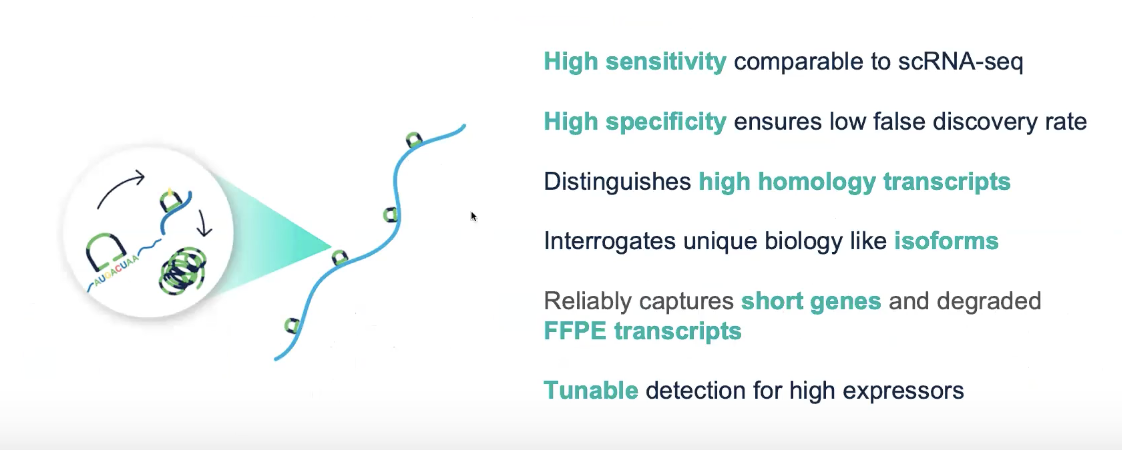 High sensitivity comparable to scRNA-seq
High specificity ensures low false discovery rate
Distinguishes high homology transcripts
Interrogates unique biology like isoforms
Reliably captures short genes and degraded
FFPE transcripts
Tunable detection for high expressors
AUGACUAA